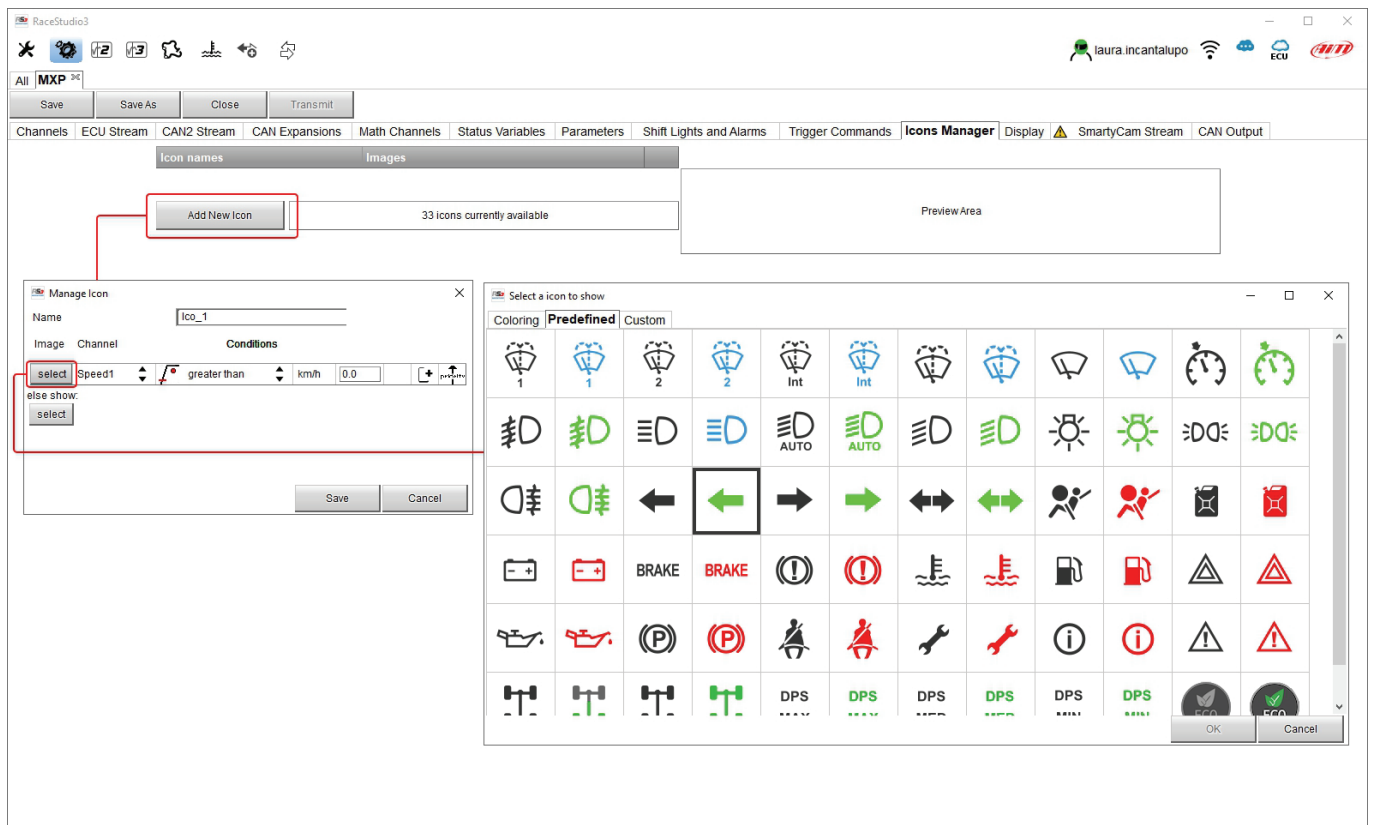 RaceStudio3
laura.incantalupo
ECU
All MXP
Save Save As Close Transmit
Channels ECU Stream CAN2 Stream CAN Expansions Math Channels Status Variables Parameters Shift Lights and Alarms Trigger Commands Icons Manager Display SmartyCam Stream CAN Output
Icon names Images
Add New Icon 33 icons currently available
Preview Area
Manage Icon
Name Ico_1
Image Channel Conditions
select Speed1 greater than km/h 0.0 priority
else show:
select
Save Cancel
Select a icon to show
Coloring Predefined Custom
1 1 2 2 Int Int
AUTO AUTO
BRAKE BRAKE
P P
DPS DPS DPS DPS DPS DPS
OK Cancel